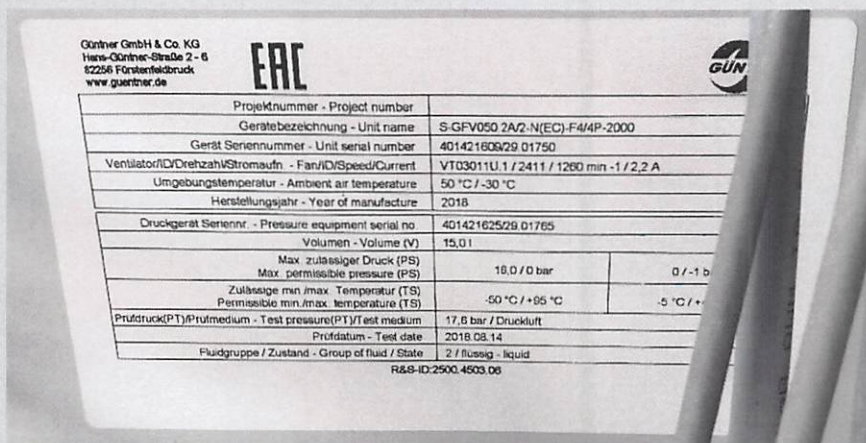 Güntner GmbH & Co. KG
Hans-Güntner-Straße 2 - 6
82256 Fürstenfeldbruck
www.guentner.de
EAC
GÜN
Projektnummer - Project number
Gerätebezeichnung - Unit name S-GFV050 2A/2-N(EC)-F4/4P-2000
Gerät Seriennummer - Unit serial number 401421609/29.01750
Ventilator/ID/Drehzahl/Stromaufn. - Fan/ID/Speed/Current VT03011U.1 / 2411 / 1260 min -1 / 2,2 A
Umgebungstemperatur - Ambient air temperature 50 °C / -30 °C
Herstellungsjahr - Year of manufacture 2018
Druckgerät Seriennr. - Pressure equipment serial no. 401421625/29.01765
Volumen - Volume (V) 15,0 l
Max. zulässiger Druck (PS)
Max. permissible pressure (PS) 16,0 / 0 bar 0 / -1 b
Zulässige min./max. Temperatur (TS)
Permissible min./max. temperature (TS) -50 °C / +95 °C -5 °C / +
Prüfdruck(PT)/Prüfmedium - Test pressure(PT)/Test medium 17,6 bar / Druckluft
Prüfdatum - Test date 2018.08.14
Fluidgruppe / Zustand - Group of fluid / State 2 / flüssig - liquid
R&S-ID:2500.4503.06